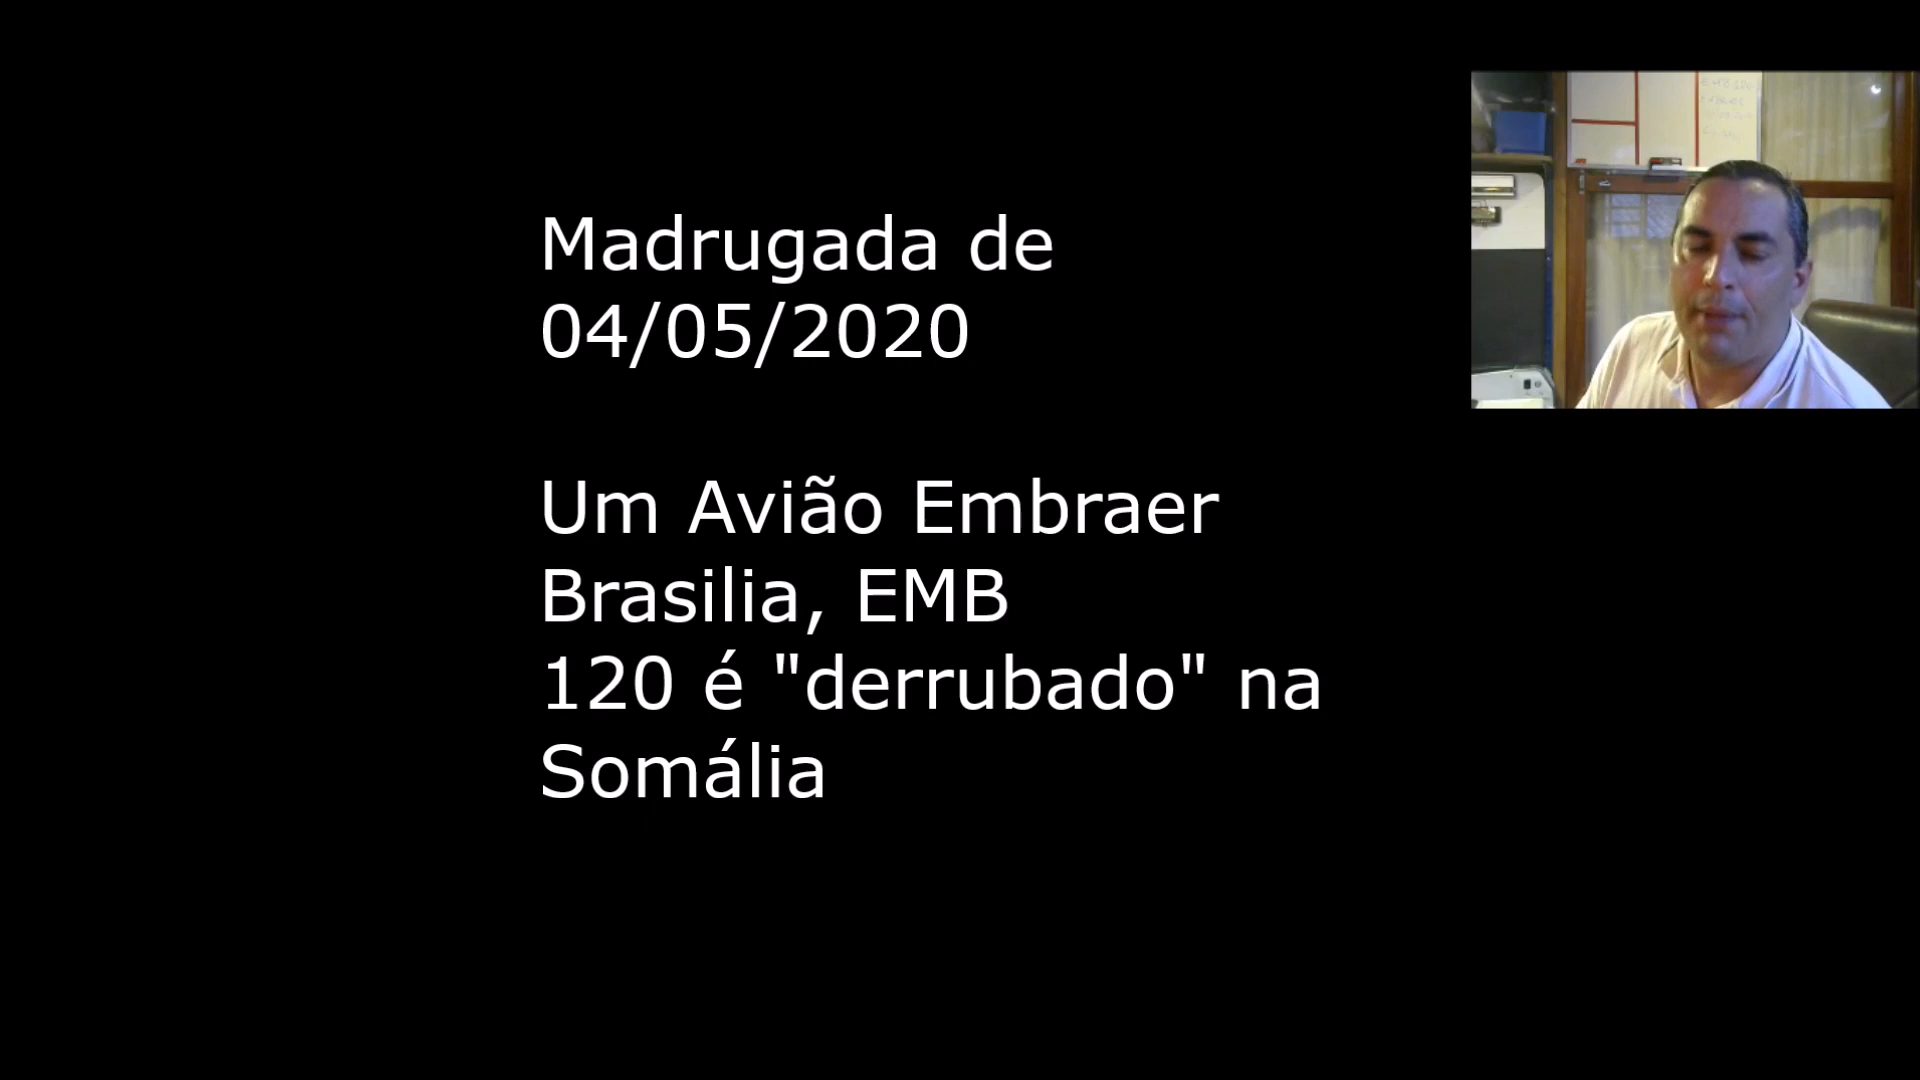 Madrugada de
04/05/2020
Um Avião Embraer
Brasilia, EMB
120 é "derrubado" na
Somália